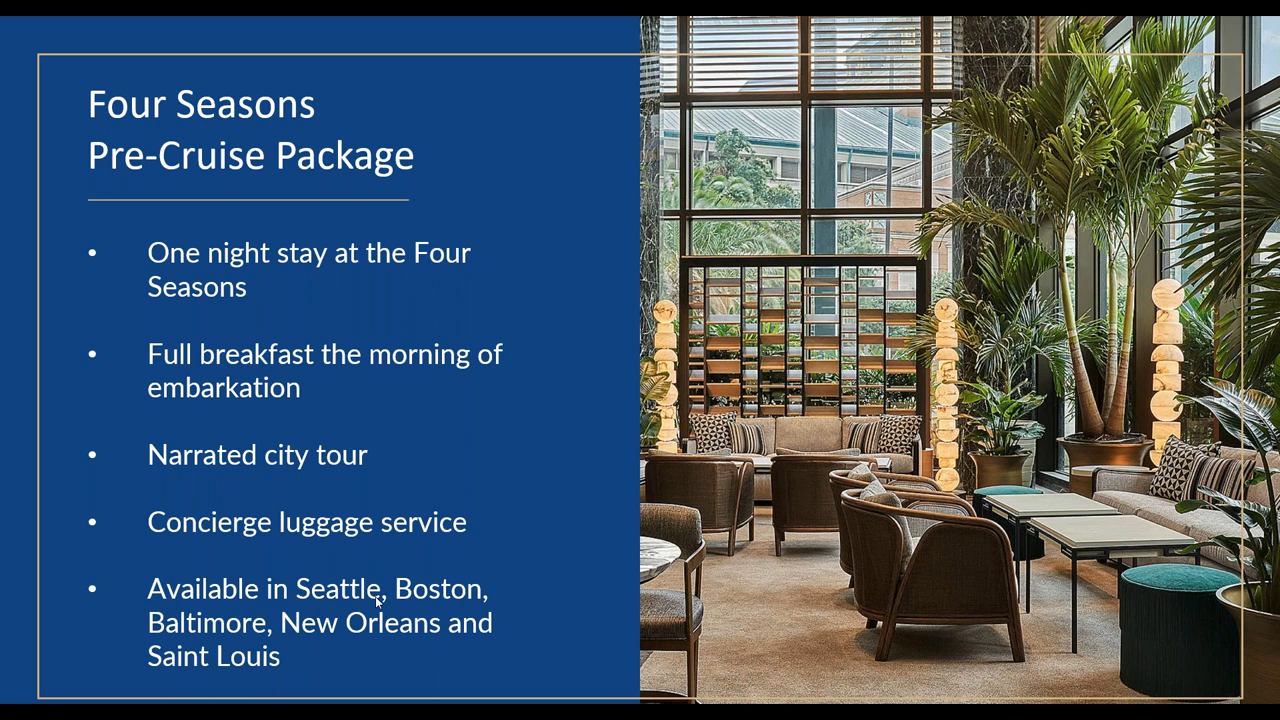 Four Seasons
Pre-Cruise Package
• One night stay at the Four
Seasons
• Full breakfast the morning of
embarkation
• Narrated city tour
• Concierge luggage service
• Available in Seattle, Boston,
Baltimore, New Orleans and
Saint Louis